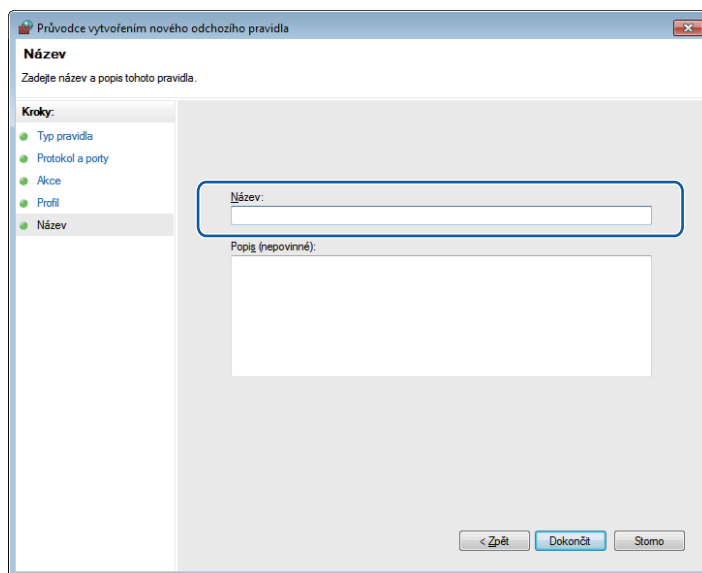 Průvodce vytvořením nového odchozího pravidla
Název
Zadejte název a popis tohoto pravidla.
Kroky:
Typ pravidla
Protokol a porty
Akce
Profil
Název
Název:
Popis (nepovinné):
< Zpět
Dokončit
Storno